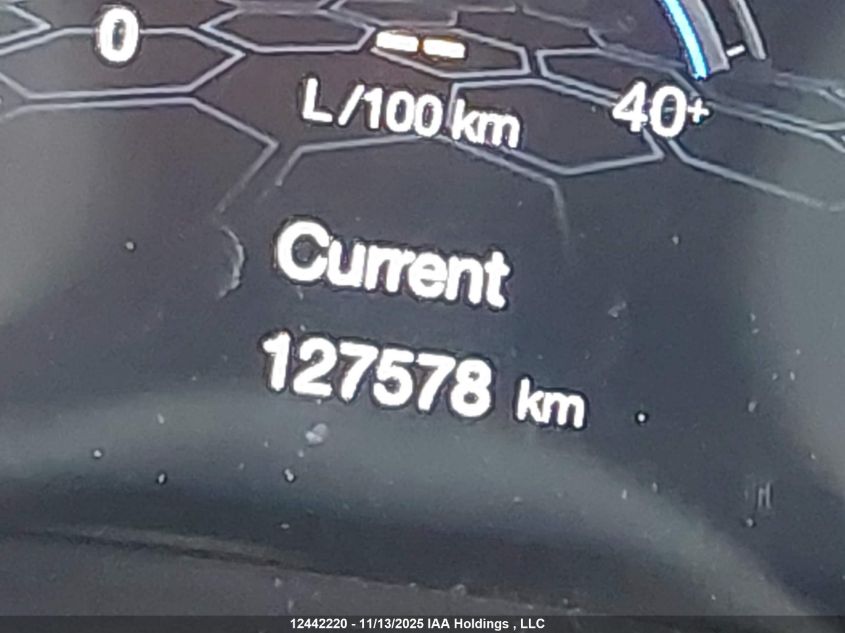 0
--
40+
L/100 km
Current
127578 km
12442220 - 11/13/2025 IAA Holdings , LLC